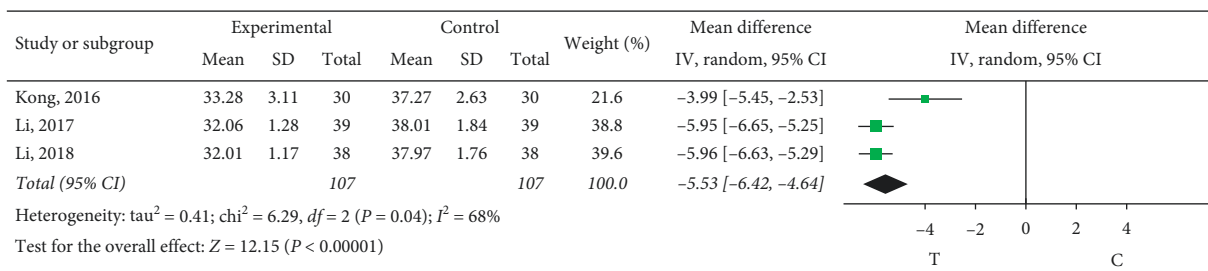 Study or subgroup Experimental Control Weight (%) Mean difference Mean difference
Mean SD Total Mean SD Total IV, random, 95% CI IV, random, 95% CI
Kong, 2016 33.28 3.11 30 37.27 2.63 30 21.6 –3.99 [–5.45, –2.53]
Li, 2017 32.06 1.28 39 38.01 1.84 39 38.8 –5.95 [–6.65, –5.25]
Li, 2018 32.01 1.17 38 37.97 1.76 38 39.6 –5.96 [–6.63, –5.29]
Total (95% CI) 107 107 100.0 –5.53 [–6.42, –4.64]
Heterogeneity: tau² = 0.41; chi² = 6.29, df = 2 (P = 0.04); I² = 68%
Test for the overall effect: Z = 12.15 (P < 0.00001)
–4 –2 0 2 4
T C